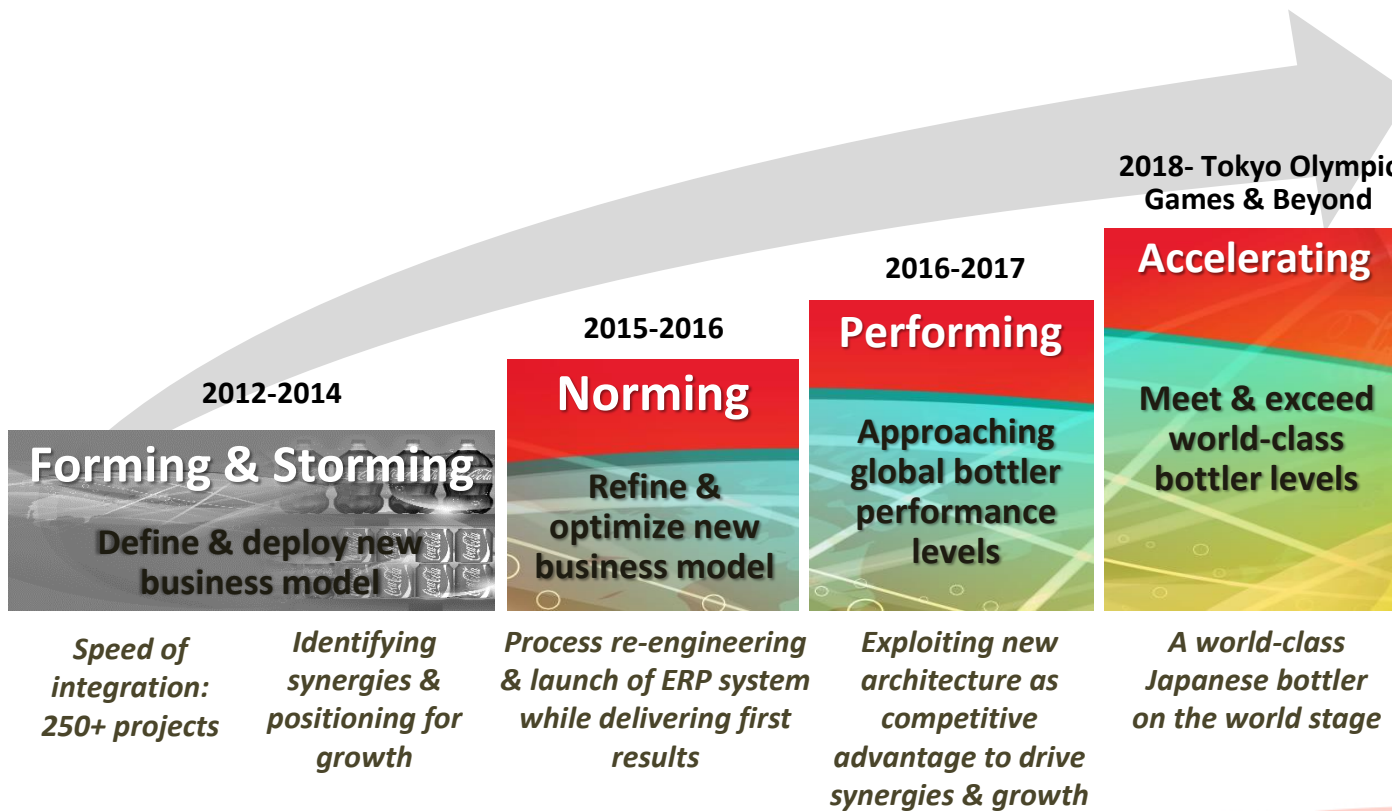 2012-2014
Forming & Storming
Define & deploy new
business model
Speed of
integration:
250+ projects
Identifying
synergies &
positioning for
growth
2015-2016
Norming
Refine &
optimize new
business model
Process re-engineering
& launch of ERP system
while delivering first
results
2016-2017
Performing
Approaching
global bottler
performance
levels
Exploiting new
architecture as
competitive
advantage to drive
synergies & growth
2018- Tokyo Olympic
Games & Beyond
Accelerating
Meet & exceed
world-class
bottler levels
A world-class
Japanese bottler
on the world stage